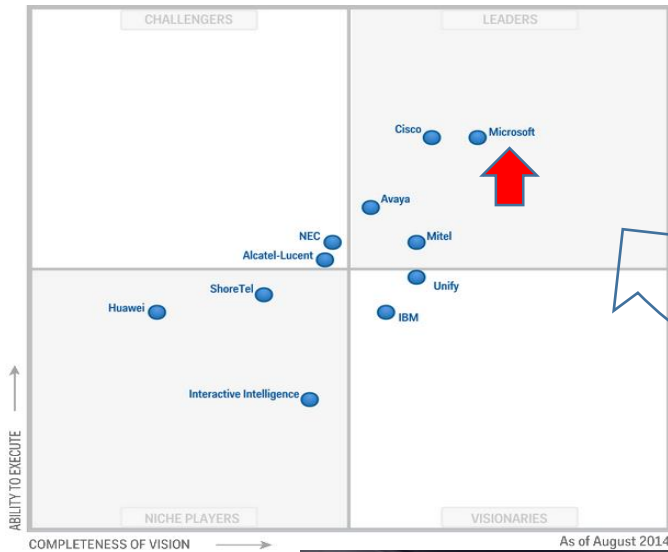 CHALLENGERS
LEADERS
Cisco
Microsoft
Avaya
NEC
Mitel
Alcatel-Lucent
ShoreTel
Unify
Huawei
IBM
Interactive Intelligence
ABILITY TO EXECUTE
NICHE PLAYERS
VISIONARIES
COMPLETENESS OF VISION
As of August 2014